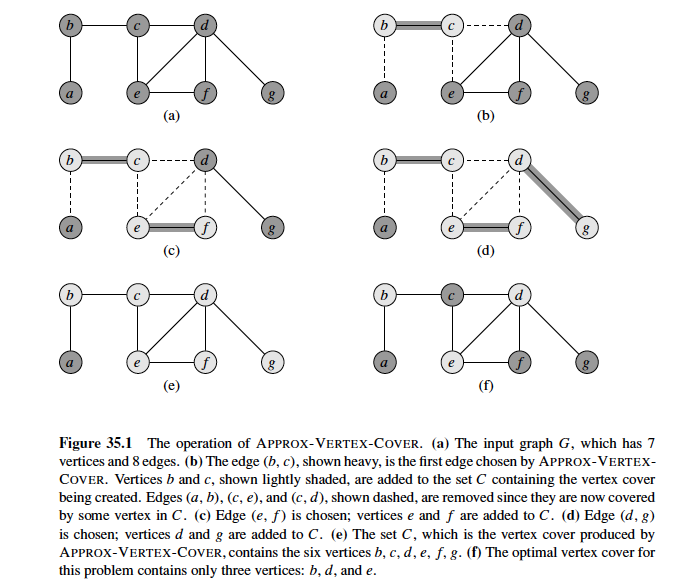 b c d
a e f g
(a)
b c d
a e f g
(b)
b c d
a e f g
(c)
b c d
a e f g
(d)
b c d
a e f g
(e)
b c d
a e f g
(f)
Figure 35.1 The operation of APPROX-VERTEX-COVER. (a) The input graph G, which has 7
vertices and 8 edges. (b) The edge (b, c), shown heavy, is the first edge chosen by APPROX-VERTEX-
COVER. Vertices b and c, shown lightly shaded, are added to the set C containing the vertex cover
being created. Edges (a, b), (c, e), and (c, d), shown dashed, are removed since they are now covered
by some vertex in C. (c) Edge (e, f) is chosen; vertices e and f are added to C. (d) Edge (d, g)
is chosen; vertices d and g are added to C. (e) The set C, which is the vertex cover produced by
APPROX-VERTEX-COVER, contains the six vertices b, c, d, e, f, g. (f) The optimal vertex cover for
this problem contains only three vertices: b, d, and e.